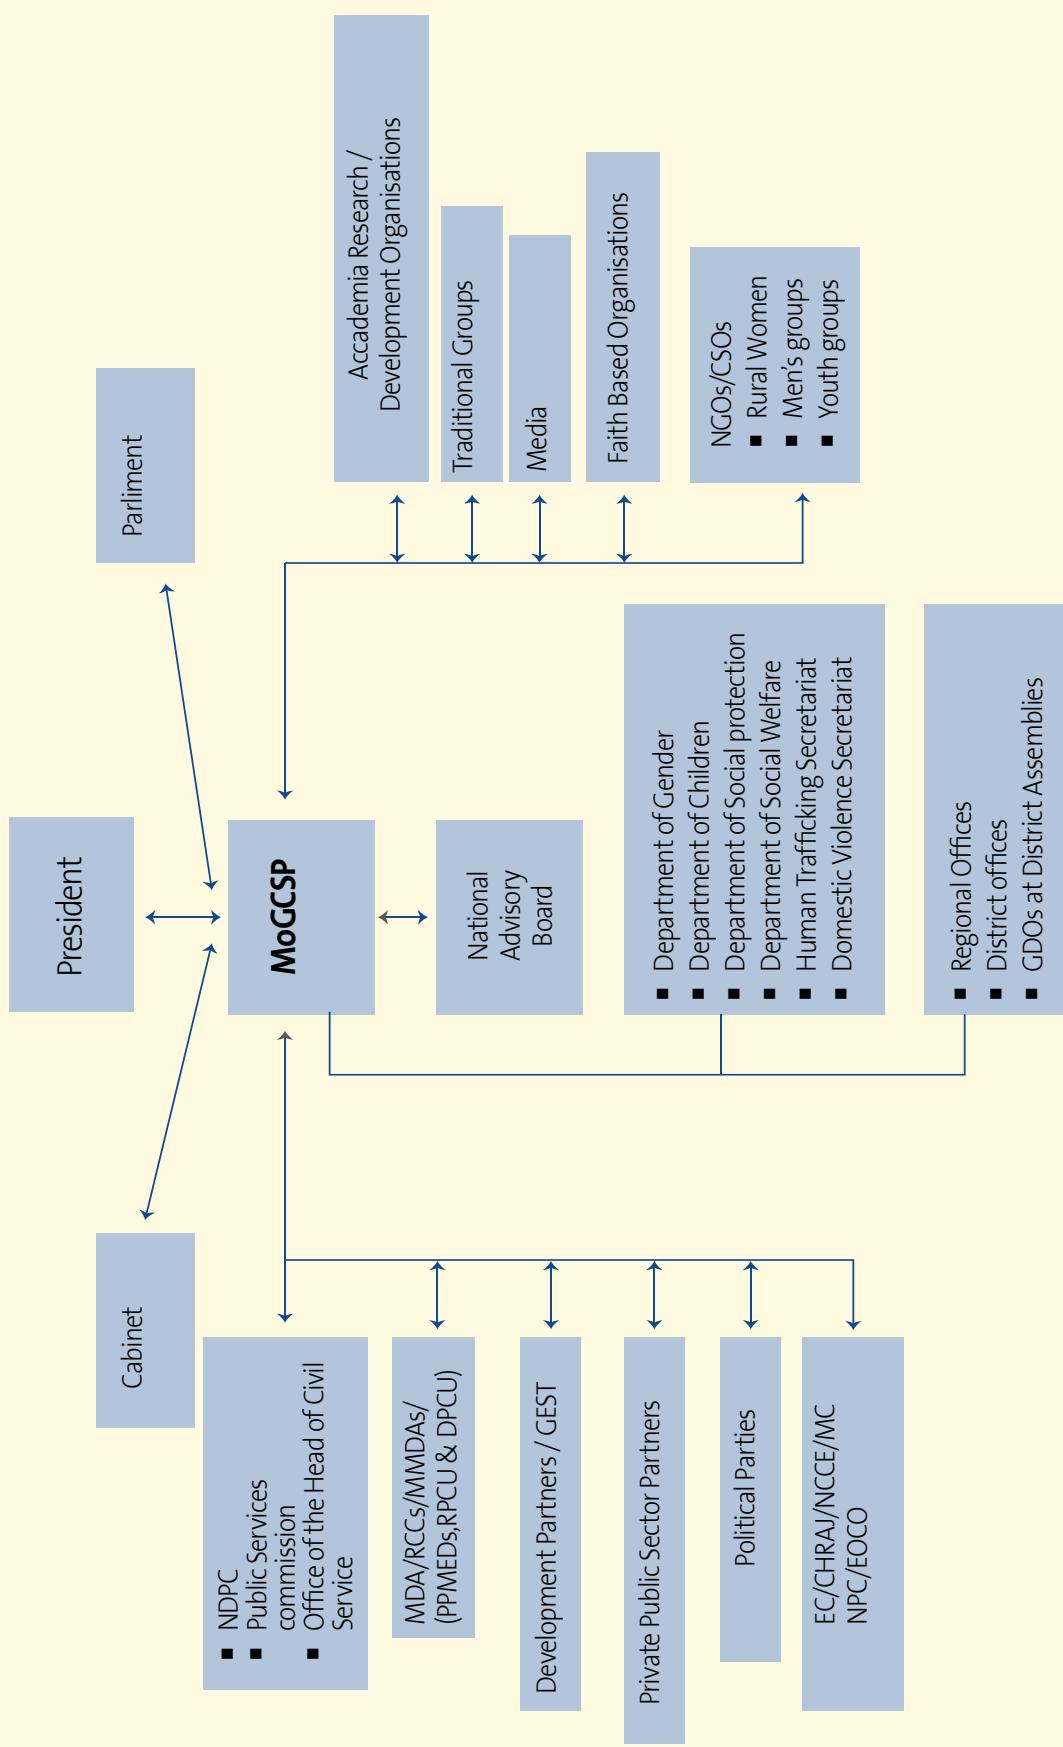 President
Cabinet
Parliment
MoGCSP
National
Advisory
Board
■ NDPC
■ Public Services
commission
■ Office of the Head of Civil
Service
MDA/RCCs/MMDAs/
(PPMEDs,RPCU & DPCU)
Development Partners / GEST
Private Public Sector Partners
Political Parties
EC/CHRAJ/NCCE/MC
NPC/EOCO
■ Department of Gender
■ Department of Children
■ Department of Social protection
■ Department of Social Welfare
■ Human Trafficking Secretariat
■ Domestic Violence Secretariat
■ Regional Offices
■ District offices
■ GDOs at District Assemblies
Accademia Research /
Development Organisations
Traditional Groups
Media
Faith Based Organisations
NGOs/CSOs
■ Rural Women
■ Men's groups
■ Youth groups